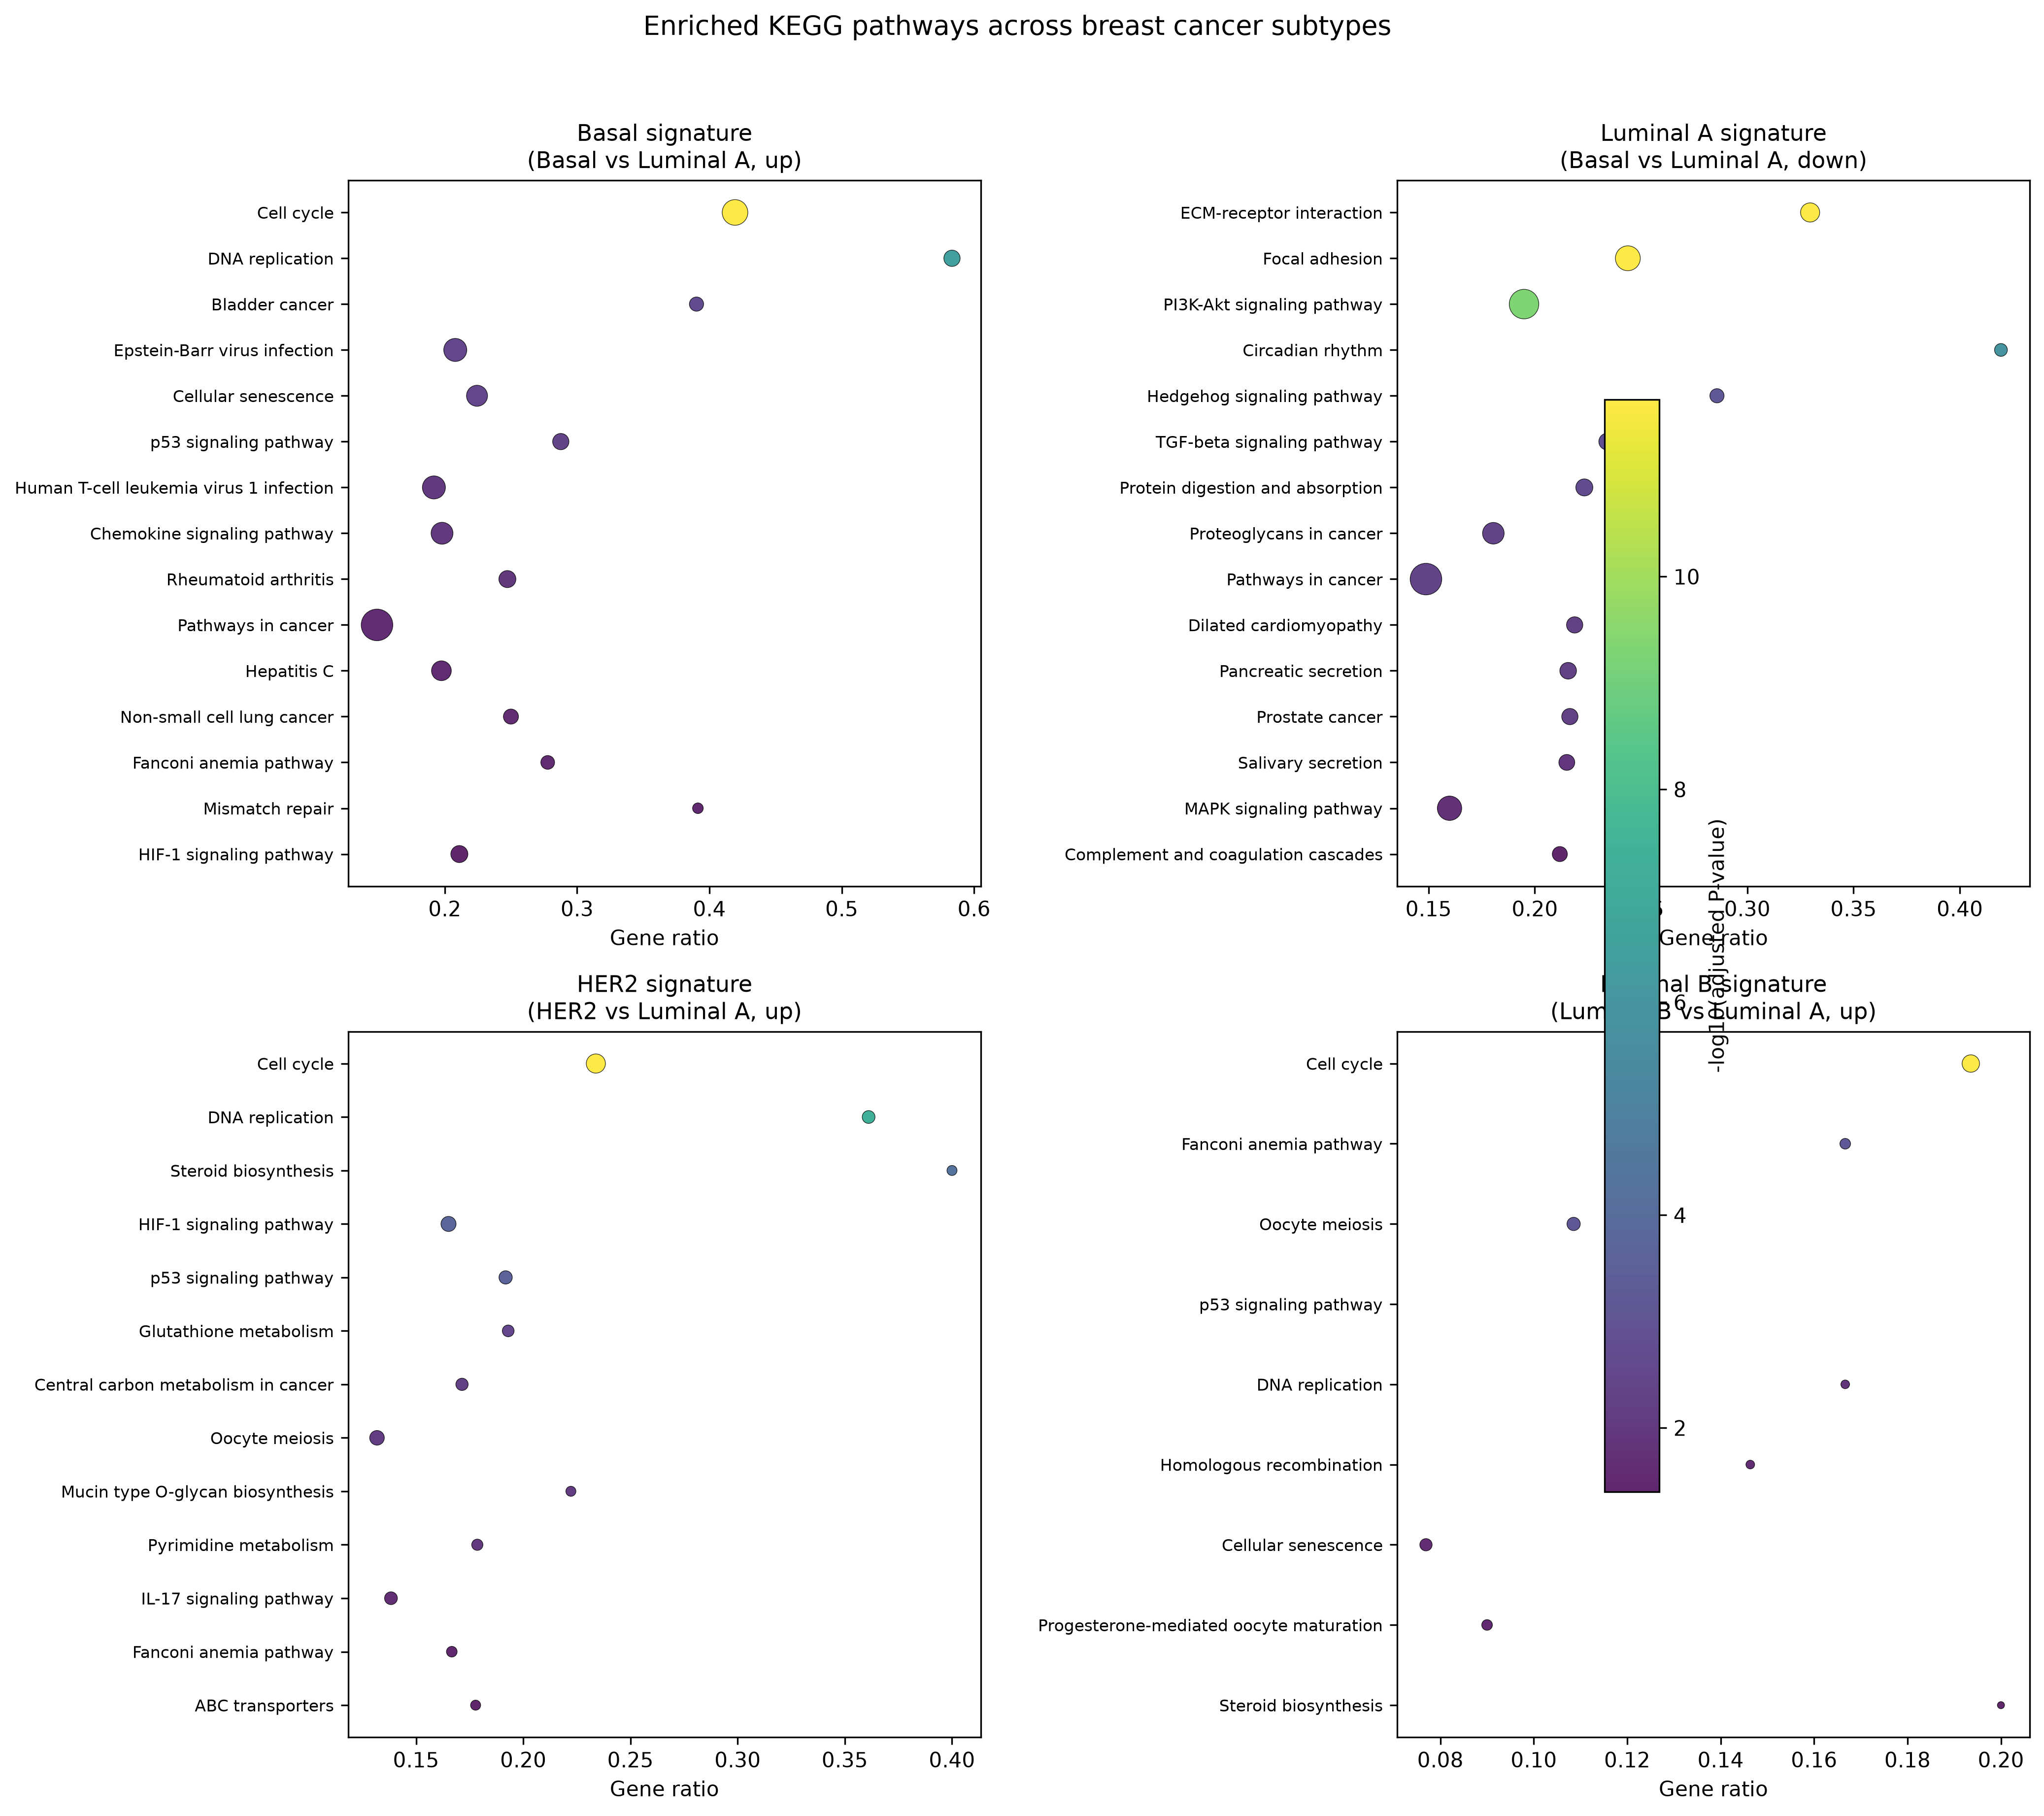 Enriched KEGG pathways across breast cancer subtypes
Basal signature
(Basal vs Luminal A, up)
Cell cycle
DNA replication
Bladder cancer
Epstein-Barr virus infection
Cellular senescence
p53 signaling pathway
Human T-cell leukemia virus 1 infection
Chemokine signaling pathway
Rheumatoid arthritis
Pathways in cancer
Hepatitis C
Non-small cell lung cancer
Fanconi anemia pathway
Mismatch repair
HIF-1 signaling pathway
0.2 0.3 0.4 0.5 0.6
Gene ratio
Luminal A signature
(Basal vs Luminal A, down)
ECM-receptor interaction
Focal adhesion
PI3K-Akt signaling pathway
Circadian rhythm
Hedgehog signaling pathway
TGF-beta signaling pathway
Protein digestion and absorption
Proteoglycans in cancer
Pathways in cancer
Dilated cardiomyopathy
Pancreatic secretion
Prostate cancer
Salivary secretion
MAPK signaling pathway
Complement and coagulation cascades
0.15 0.20 0.30 0.35 0.40
Gene ratio
HER2 signature
(HER2 vs Luminal A, up)
Cell cycle
DNA replication
Steroid biosynthesis
HIF-1 signaling pathway
p53 signaling pathway
Glutathione metabolism
Central carbon metabolism in cancer
Oocyte meiosis
Mucin type O-glycan biosynthesis
Pyrimidine metabolism
IL-17 signaling pathway
Fanconi anemia pathway
ABC transporters
0.15 0.20 0.25 0.30 0.35 0.40
Gene ratio
B signature
B vs Luminal A, up)
Cell cycle
Fanconi anemia pathway
Oocyte meiosis
p53 signaling pathway
DNA replication
Homologous recombination
Cellular senescence
Progesterone-mediated oocyte maturation
Steroid biosynthesis
0.08 0.10 0.12 0.14 0.16 0.18 0.20
Gene ratio
10
8
6
4
2
-log10(adjusted P-value)